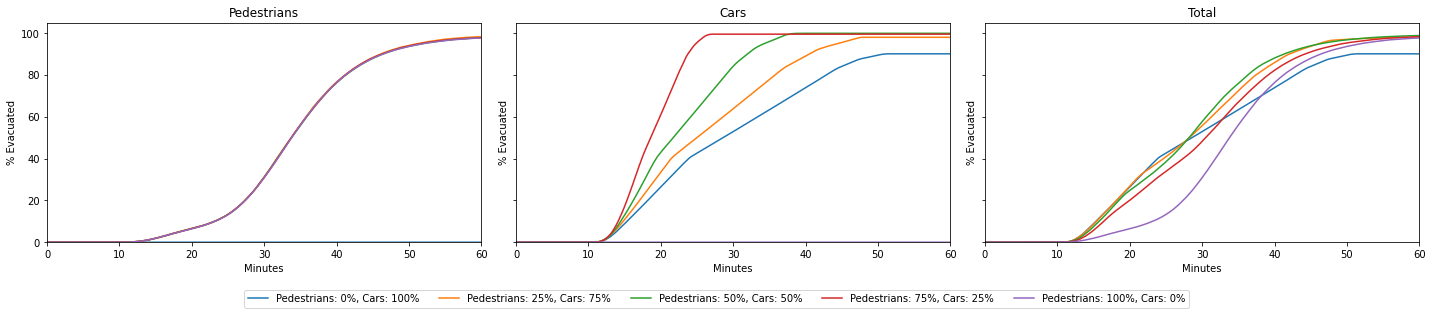 Pedestrians
Cars
Total
% Evacuated
100
80
60
40
20
0
0 10 20 30 40 50 60
Minutes
% Evacuated
0 10 20 30 40 50 60
Minutes
% Evacuated
0 10 20 30 40 50 60
Minutes
Pedestrians: 0%, Cars: 100% Pedestrians: 25%, Cars: 75% Pedestrians: 50%, Cars: 50% Pedestrians: 75%, Cars: 25% Pedestrians: 100%, Cars: 0%